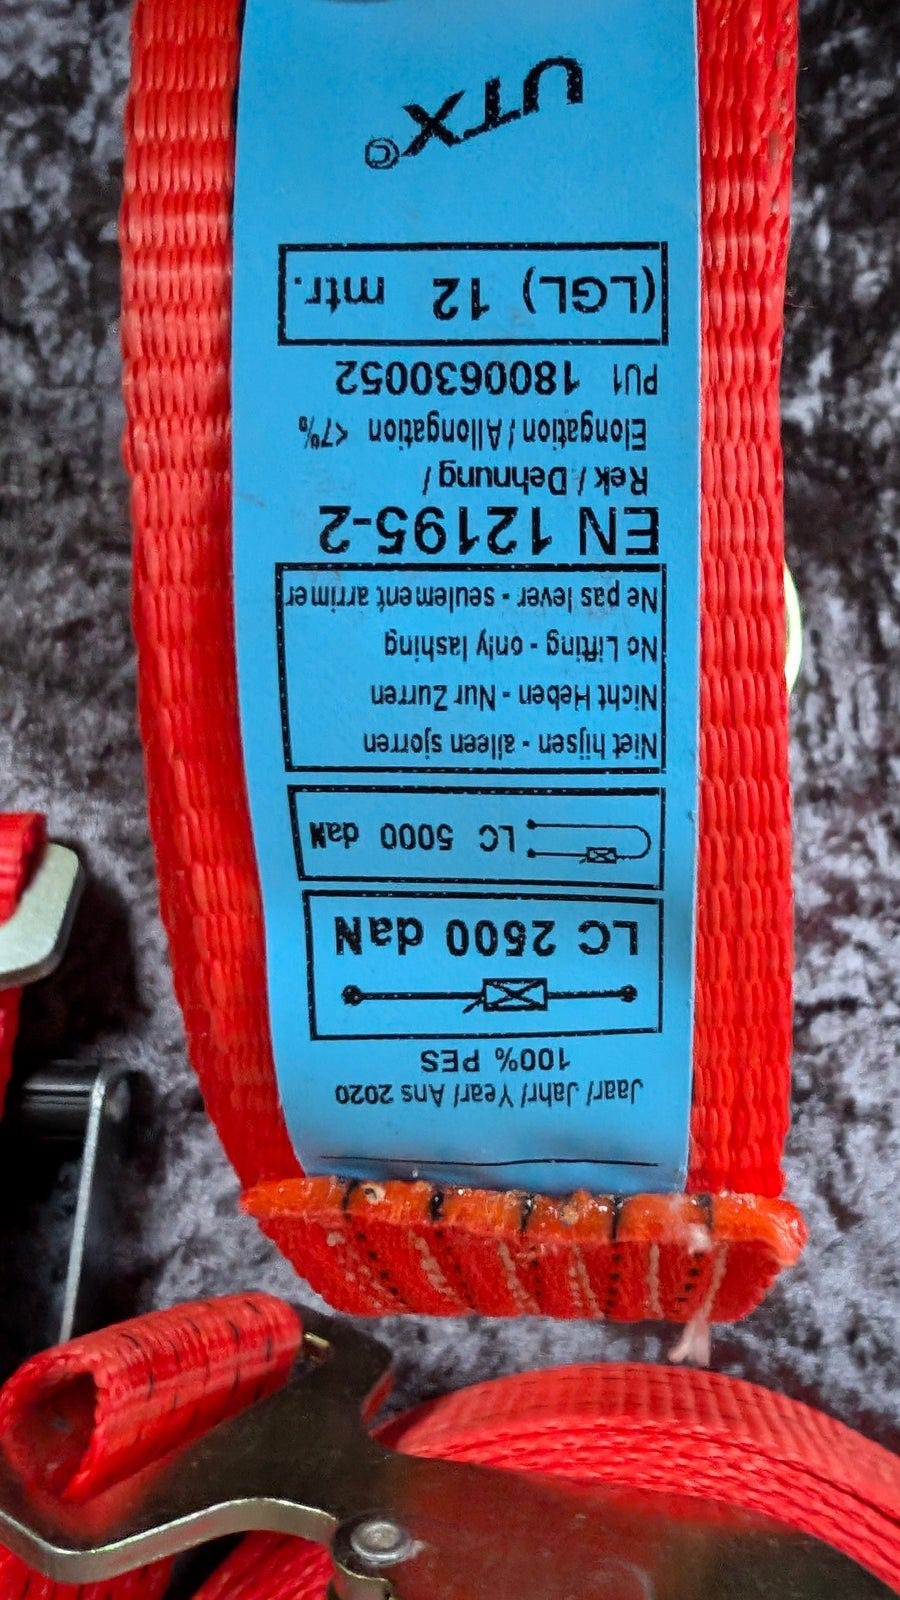 Jaar/ Jahr/ Year/ Ans 2020
100% PES
LC 2500 daN
LC 5000 daN
Niet hijsen - alleen sjorren
Nicht Heben - Nur Zurren
No Lifting - only lashing
Ne pas lever - seulement arrimer
EN 12195-2
Rek / Dehnung /
Elongation / Allongation <7%
PU1 1800630052
(LGL) 12 mtr.
UTX©